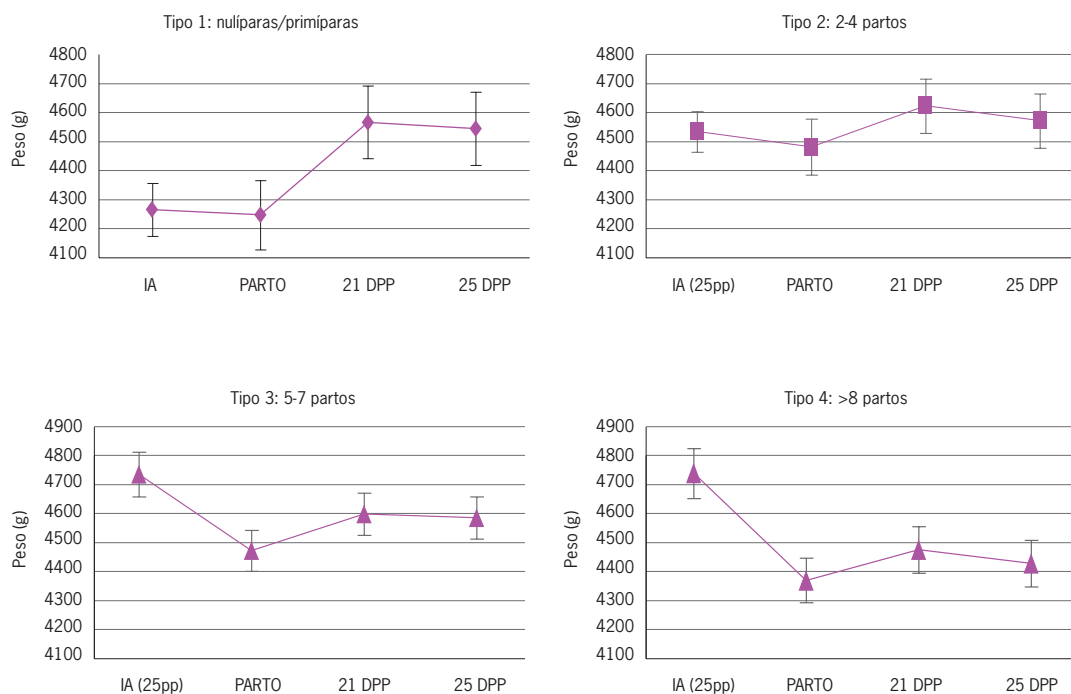 Tipo 1: nulíparas/primíparas
Peso (g)
4800
4700
4600
4500
4400
4300
4200
4100
IA PARTO 21 DPP 25 DPP
Tipo 2: 2-4 partos
Peso (g)
4800
4700
4600
4500
4400
4300
4200
4100
IA (25pp) PARTO 21 DPP 25 DPP
Tipo 3: 5-7 partos
Peso (g)
4900
4800
4700
4600
4500
4400
4300
4200
4100
IA (25pp) PARTO 21 DPP 25 DPP
Tipo 4: >8 partos
Peso (g)
4900
4800
4700
4600
4500
4400
4300
4200
4100
IA (25pp) PARTO 21 DPP 25 DPP